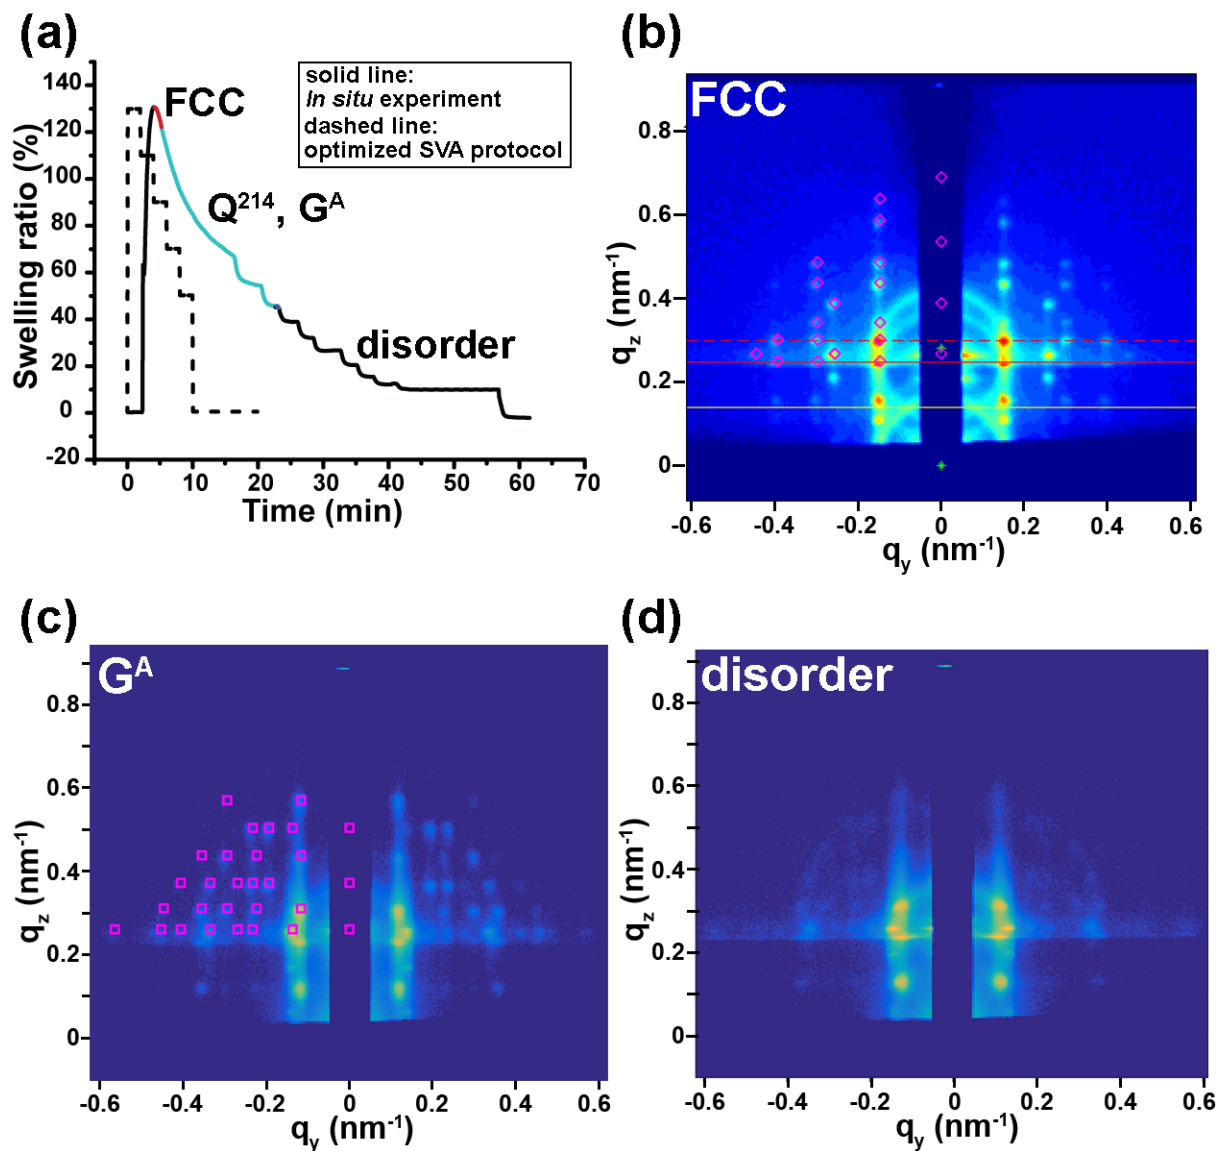 (a)
140
120
100
80
60
40
20
0
-20
Swelling ratio (%)
0 10 20 30 40 50 60 70
Time (min)
FCC
solid line:
In situ experiment
dashed line:
optimized SVA protocol
Q²¹⁴, Gᴬ
disorder
(b)
FCC
0.8
0.6
0.4
0.2
0
q_z (nm⁻¹)
-0.6 -0.4 -0.2 0 0.2 0.4 0.6
q_y (nm⁻¹)
(c)
Gᴬ
0.8
0.6
0.4
0.2
0
q_z (nm⁻¹)
-0.6 -0.4 -0.2 0 0.2 0.4 0.6
q_y (nm⁻¹)
(d)
disorder
0.8
0.6
0.4
0.2
0
q_z (nm⁻¹)
-0.6 -0.4 -0.2 0 0.2 0.4 0.6
q_y (nm⁻¹)